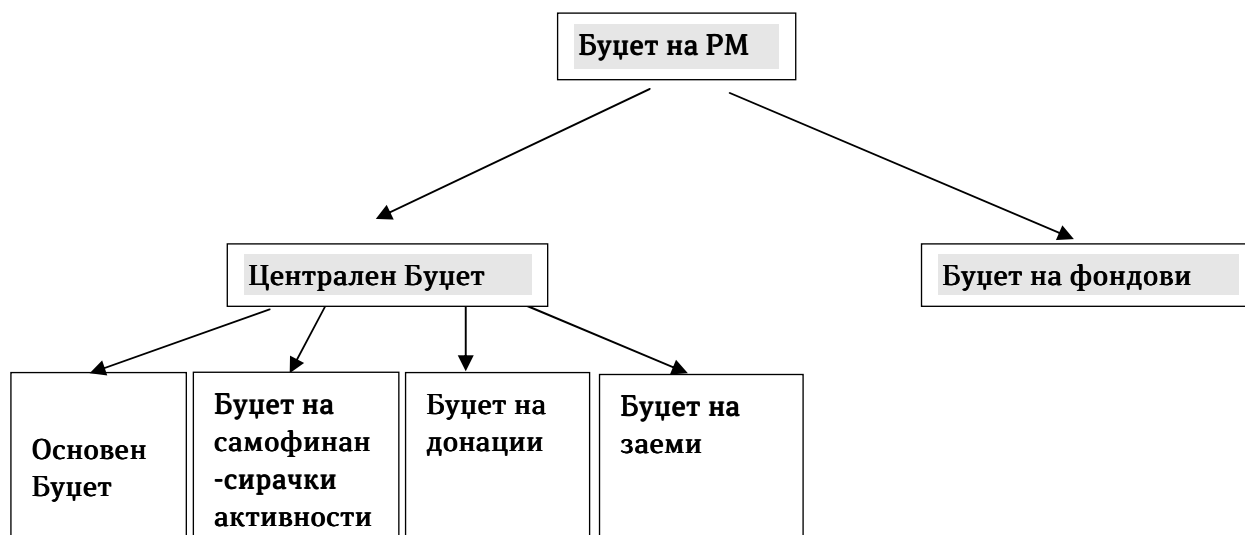 Буџет на РМ
Централен Буџет
Буџет на фондови
Основен
Буџет
Буџет на
самофинан
-сирачки
активности
Буџет на
донации
Буџет на
заеми